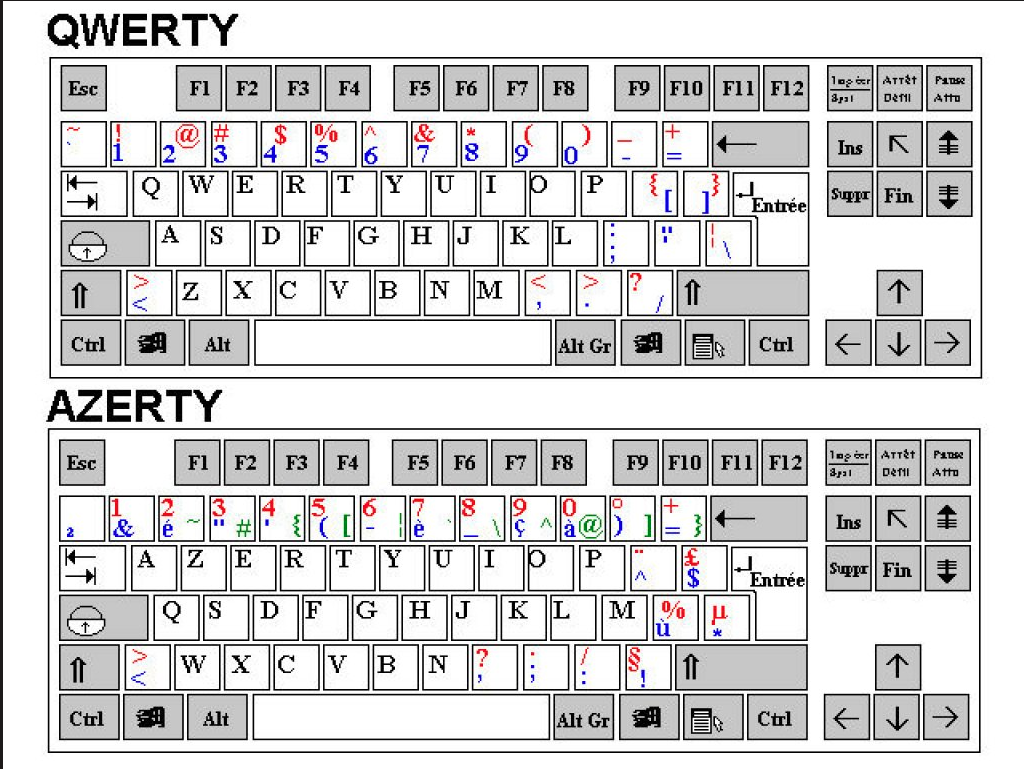 QWERTY
Esc F1 F2 F3 F4 F5 F6 F7 F8 F9 F10 F11 F12 Imp écr Syst Arrêt Défil Pause Attn
~ ` ! 1 @ 2 # 3 $ 4 % 5 ^ 6 & 7 * 8 ( 9 ) 0 _ - + = ← Ins ↖ ⇞
Q W E R T Y U I O P { [ } ] Entrée Suppr Fin ⇟
A S D F G H J K L : ; " ' ¦ \
⇑ > < Z X C V B N M < , > . ? / ⇑ ↑
Ctrl Alt Alt Gr Ctrl ← ↓ →
AZERTY
Esc F1 F2 F3 F4 F5 F6 F7 F8 F9 F10 F11 F12 Imp écr Syst Arrêt Défil Pause Attn
² 1 & 2 é ~ 3 " # 4 ' { 5 ( [ 6 - ¦ 7 è ` 8 _ \ 9 ç ^ 0 à @ ° ) ] + = } ← Ins ↖ ⇞
A Z E R T Y U I O P ¨ ^ £ $ Entrée Suppr Fin ⇟
Q S D F G H J K L M % ù µ *
⇑ > < W X C V B N ? , . ; / : § ! ⇑ ↑
Ctrl Alt Alt Gr Ctrl ← ↓ →